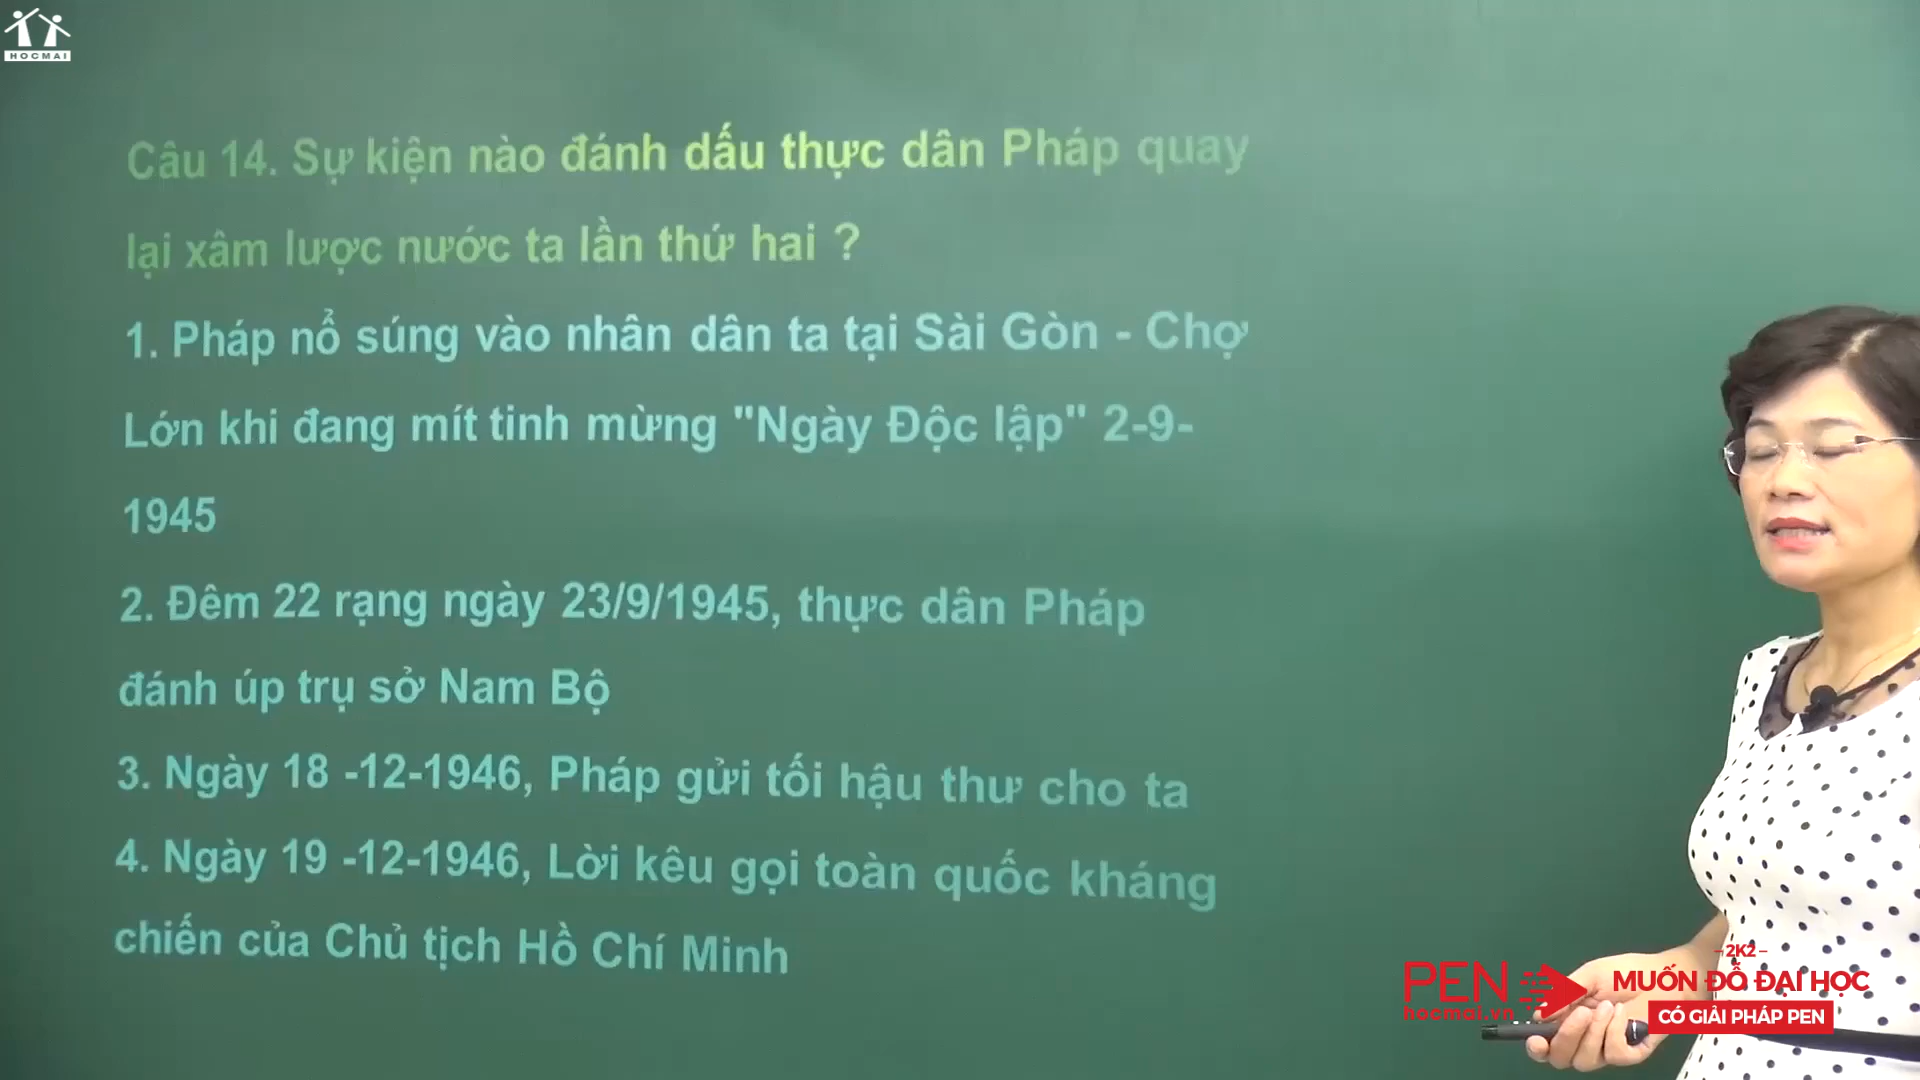 HOCMAI
Câu 14. Sự kiện nào đánh dấu thực dân Pháp quay
lại xâm lược nước ta lần thứ hai ?
1. Pháp nổ súng vào nhân dân ta tại Sài Gòn - Chợ
Lớn khi đang mít tinh mừng "Ngày Độc lập" 2-9-
1945
2. Đêm 22 rạng ngày 23/9/1945, thực dân Pháp
đánh úp trụ sở Nam Bộ
3. Ngày 18 -12-1946, Pháp gửi tối hậu thư cho ta
4. Ngày 19 -12-1946, Lời kêu gọi toàn quốc kháng
chiến của Chủ tịch Hồ Chí Minh
PEN
hocmai.vn
2K2
MUỐN ĐỖ ĐẠI HỌC
CÓ GIẢI PHÁP PEN